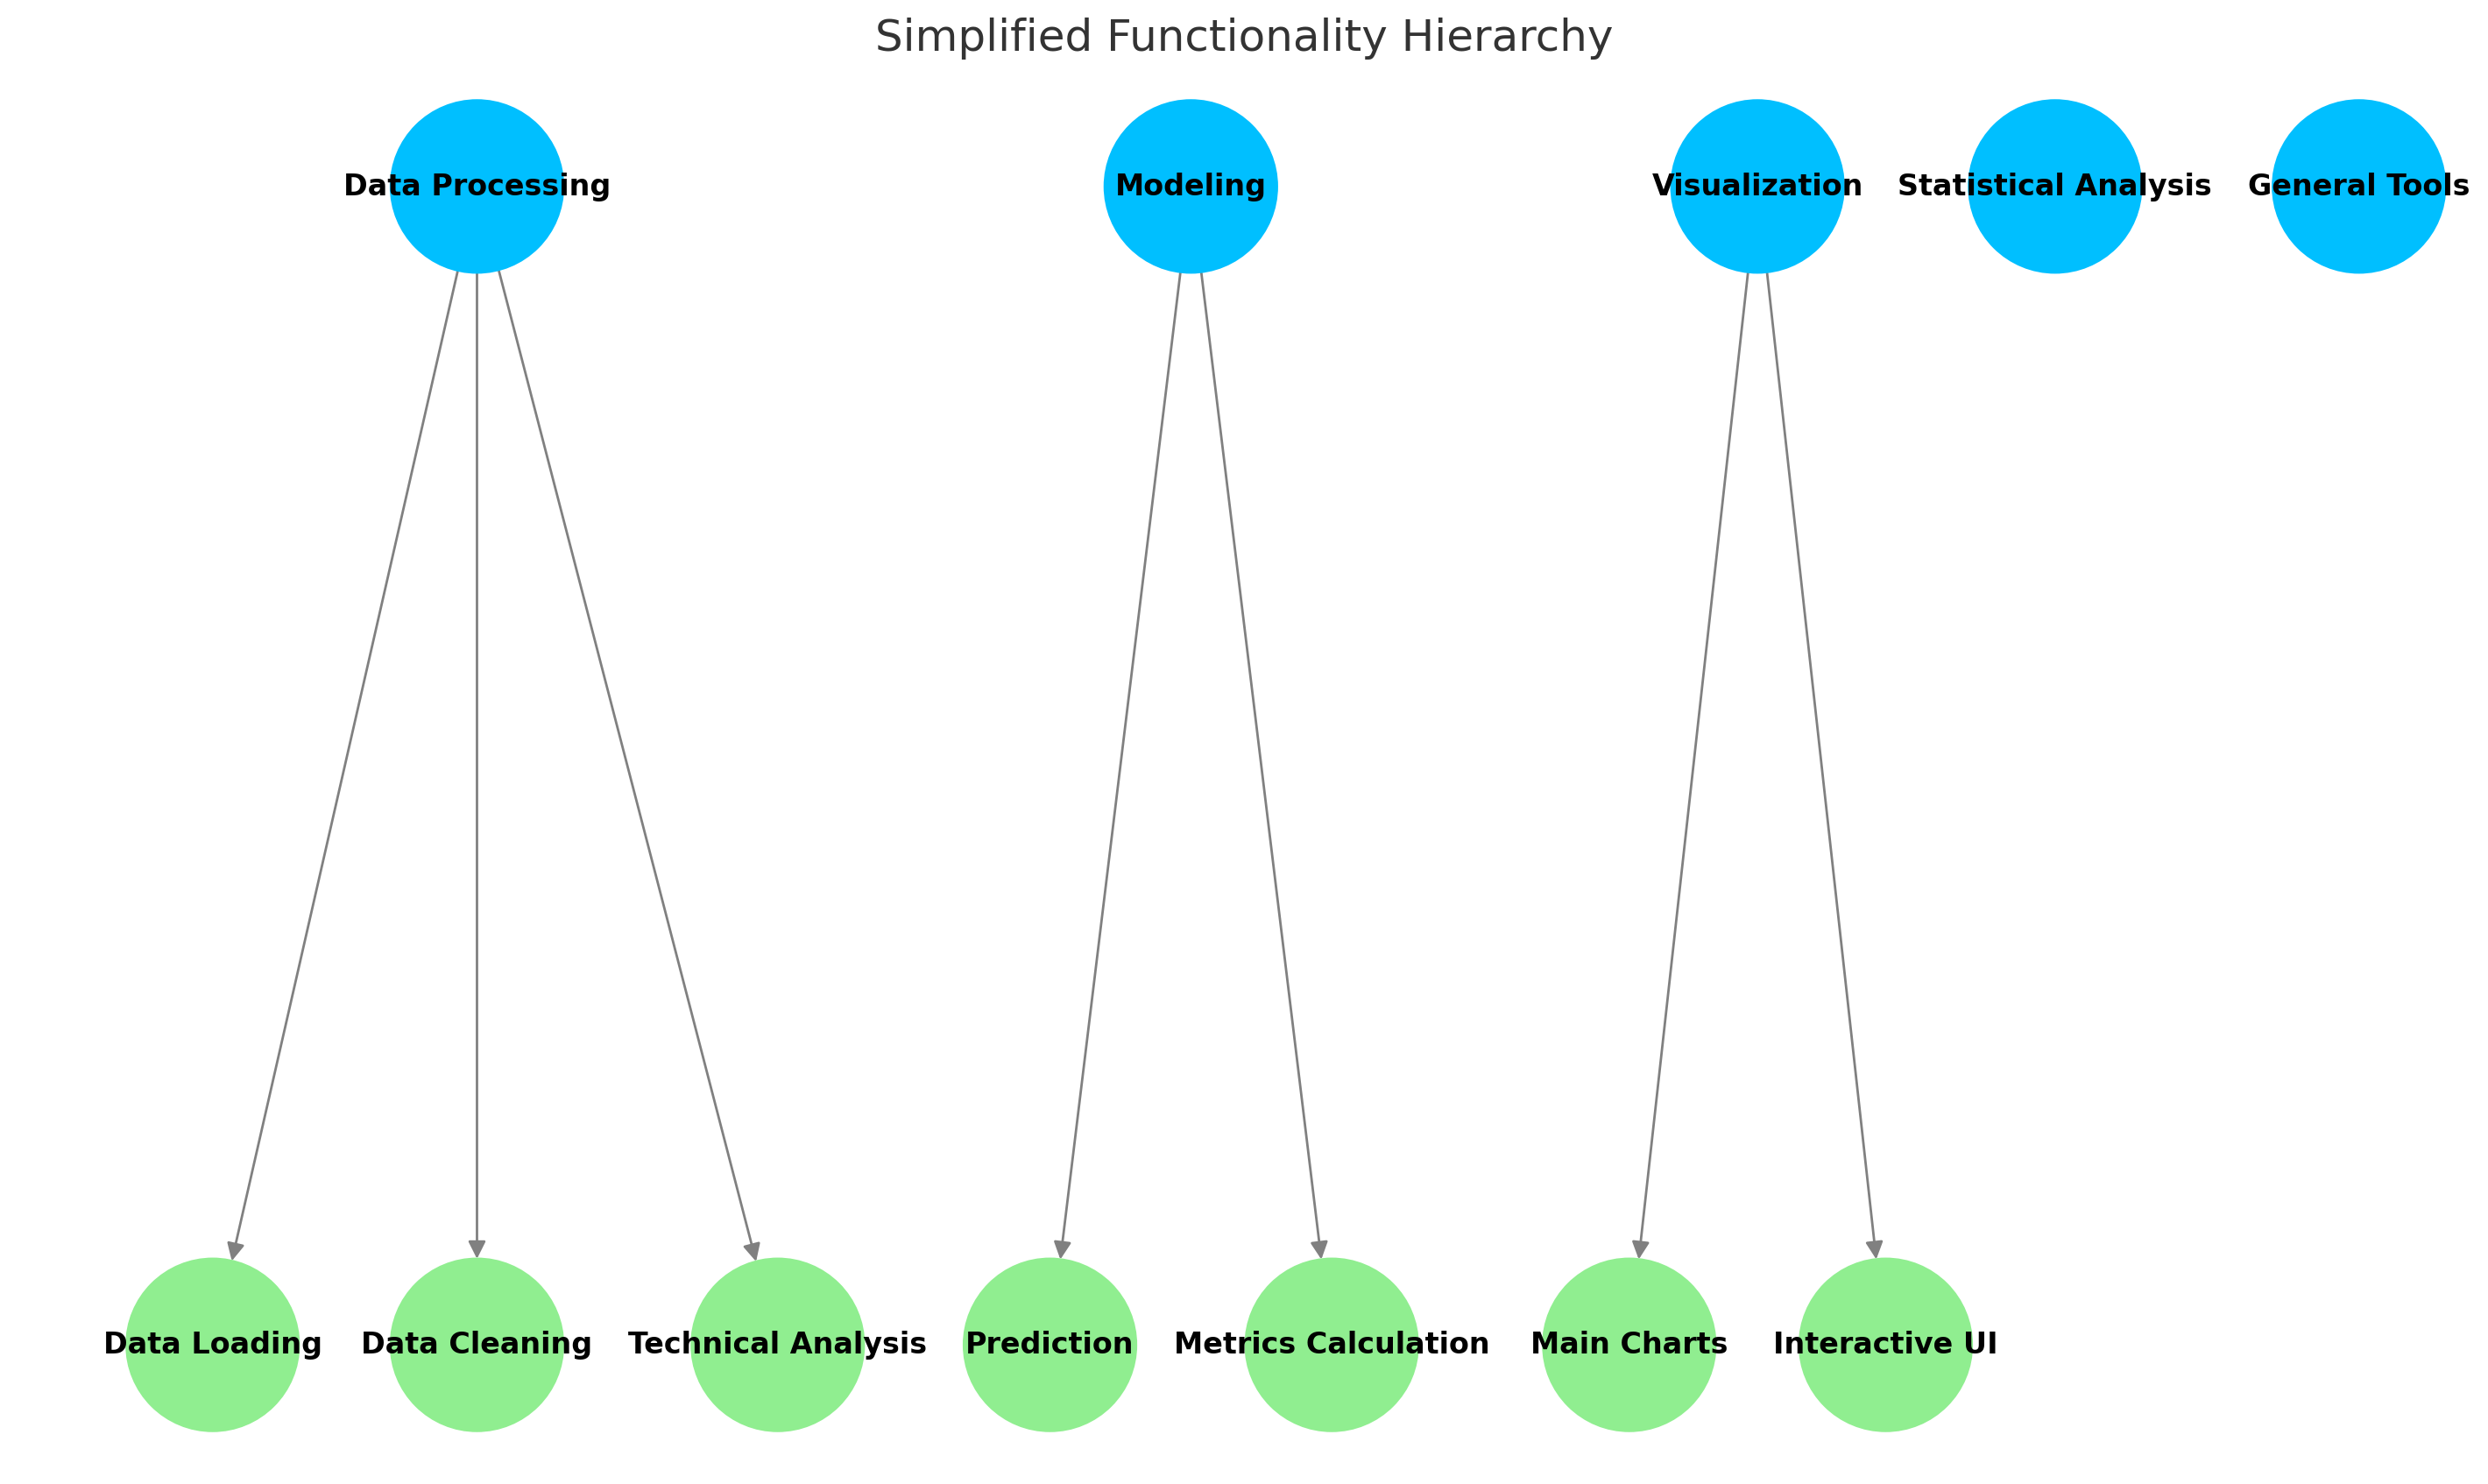 Simplified Functionality Hierarchy
Data Processing
Modeling
Visualization
Statistical Analysis
General Tools
Data Loading
Data Cleaning
Technical Analysis
Prediction
Metrics Calculation
Main Charts
Interactive UI